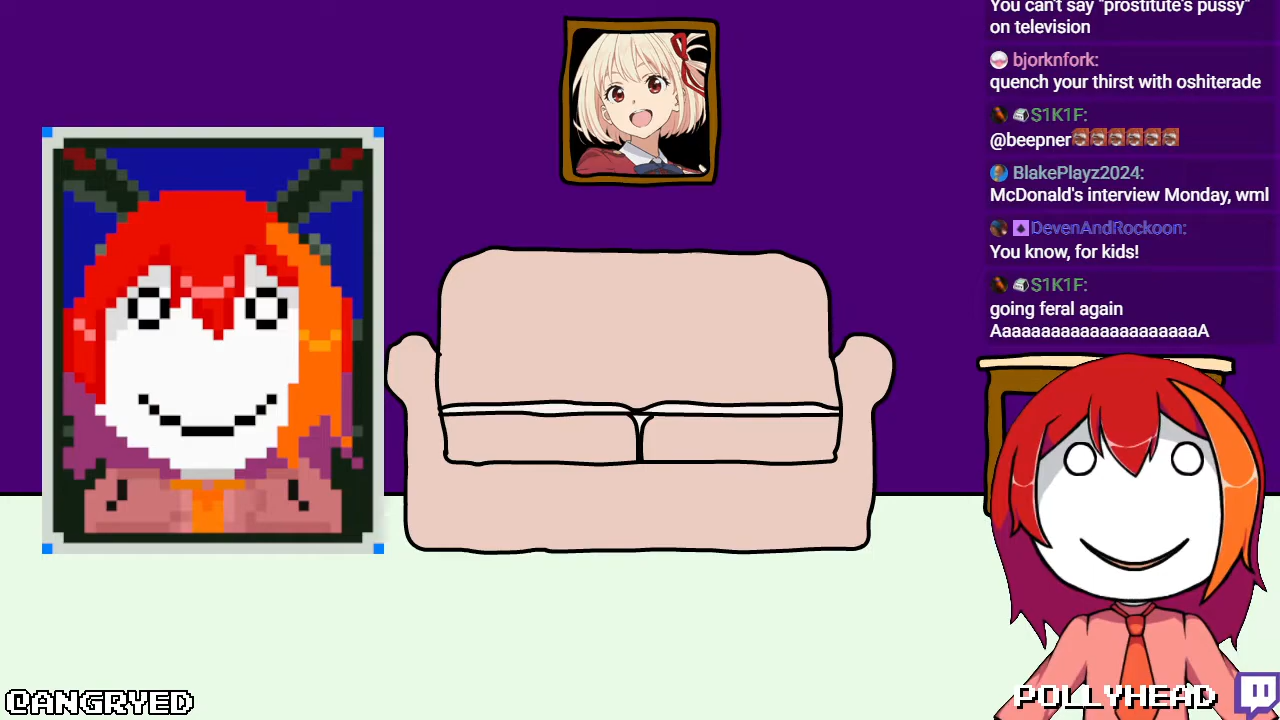 You can't say "prostitute's pussy"
on television
bjorknfork:
quench your thirst with oshiterade
S1K1F:
@beepner
BlakePlayz2024:
McDonald's interview Monday, wml
DevenAndRockoon:
You know, for kids!
S1K1F:
going feral again
AaaaaaaaaaaaaaaaaaaaA
@ANGRYED
POLLYHEAD